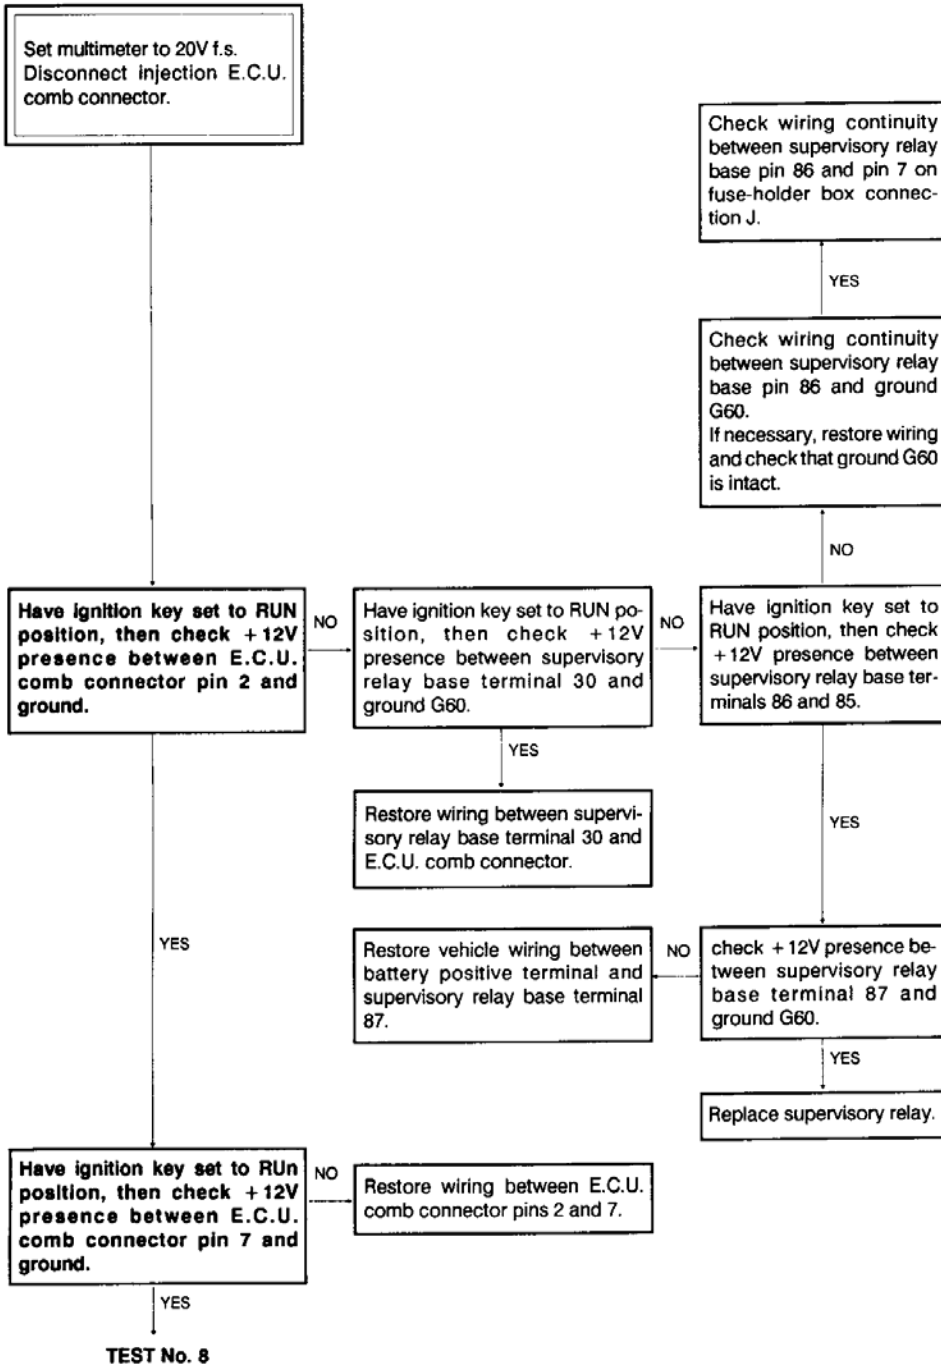 Set multimeter to 20V f.s.
Disconnect injection E.C.U.
comb connector.
Check wiring continuity
between supervisory relay
base pin 86 and pin 7 on
fuse-holder box connec-
tion J.
YES
Check wiring continuity
between supervisory relay
base pin 86 and ground
G60.
If necessary, restore wiring
and check that ground G60
is intact.
NO
Have ignition key set to RUN
position, then check +12V
presence between E.C.U.
comb connector pin 2 and
ground.
NO
Have ignition key set to RUN po-
sition, then check +12V
presence between supervisory
relay base terminal 30 and
ground G60.
NO
Have ignition key set to
RUN position, then check
+12V presence between
supervisory relay base ter-
minals 86 and 85.
YES
Restore wiring between supervi-
sory relay base terminal 30 and
E.C.U. comb connector.
YES
YES
Restore vehicle wiring between
battery positive terminal and
supervisory relay base terminal
87.
NO
check +12V presence be-
tween supervisory relay
base terminal 87 and
ground G60.
YES
Replace supervisory relay.
Have ignition key set to RUn
position, then check +12V
presence between E.C.U.
comb connector pin 7 and
ground.
NO
Restore wiring between E.C.U.
comb connector pins 2 and 7.
YES
TEST No. 8